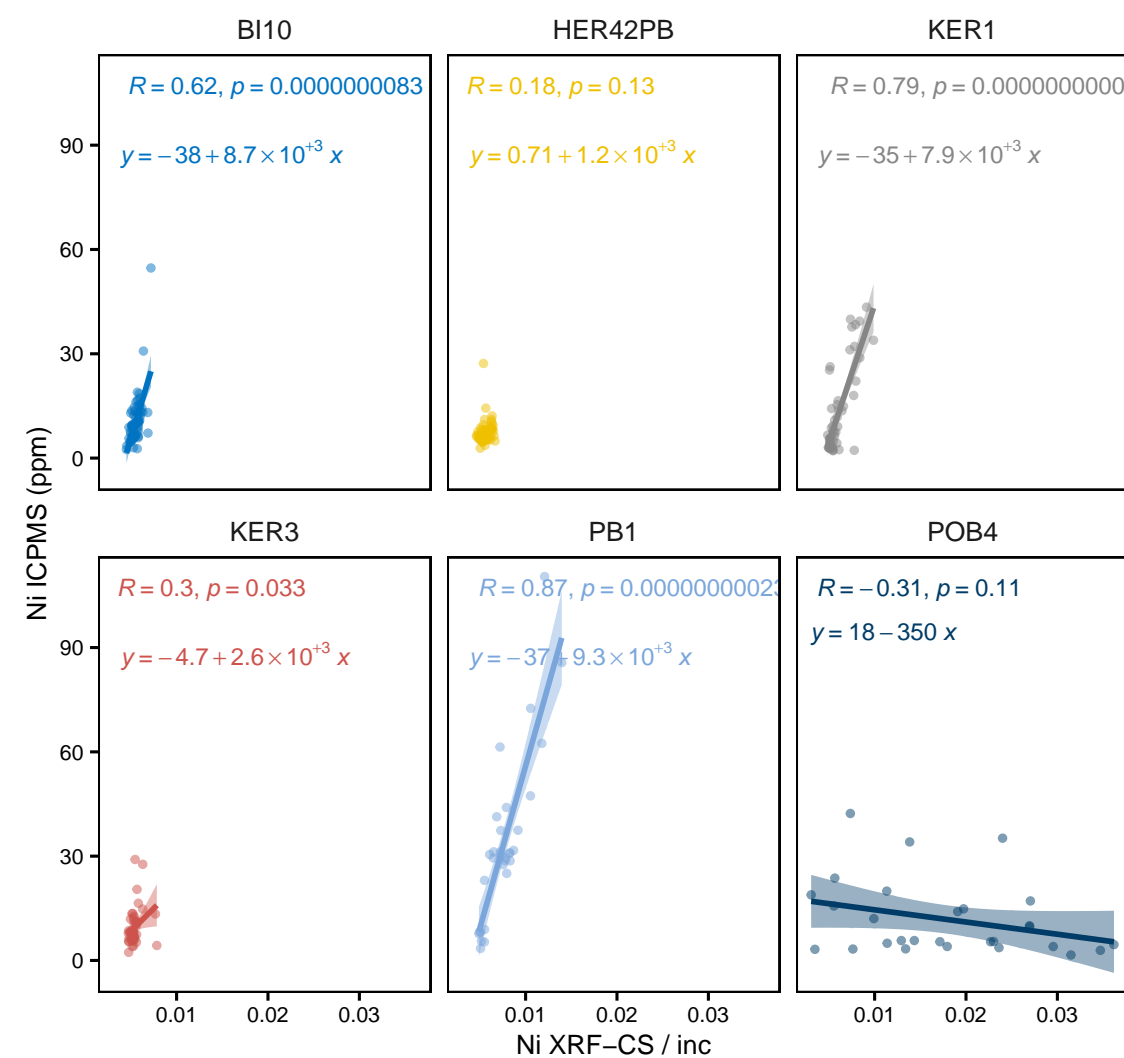 BI10 HER42PB KER1
R = 0.62, p = 0.0000000083 R = 0.18, p = 0.13 R = 0.79, p = 0.0000000000
y = −38 + 8.7 × 10⁺³ x y = 0.71 + 1.2 × 10⁺³ x y = −35 + 7.9 × 10⁺³ x
90
60
30
0
KER3 PB1 POB4
R = 0.3, p = 0.033 R = 0.87, p = 0.00000000023 R = −0.31, p = 0.11
y = 18 − 350 x
y = −4.7 + 2.6 × 10⁺³ x y = −37 + 9.3 × 10⁺³ x
90
60
30
0
0.01 0.02 0.03 0.01 0.02 0.03 0.01 0.02 0.03
Ni XRF−CS / inc
Ni ICPMS (ppm)